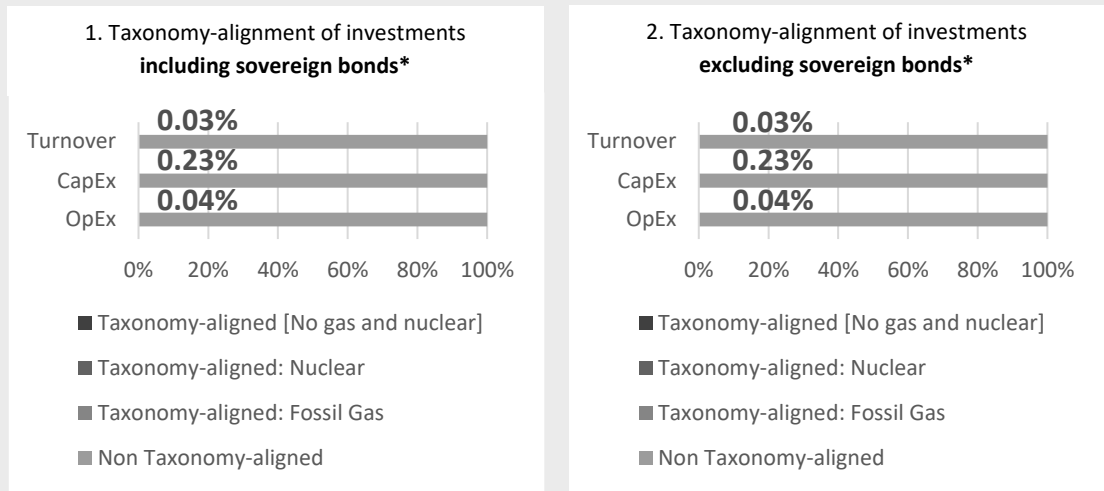 1. Taxonomy-alignment of investments
including sovereign bonds*
0.03%
Turnover
0.23%
CapEx
0.04%
OpEx
0% 20% 40% 60% 80% 100%
Taxonomy-aligned [No gas and nuclear]
Taxonomy-aligned: Nuclear
Taxonomy-aligned: Fossil Gas
Non Taxonomy-aligned
2. Taxonomy-alignment of investments
excluding sovereign bonds*
0.03%
Turnover
0.23%
CapEx
0.04%
OpEx
0% 20% 40% 60% 80% 100%
Taxonomy-aligned [No gas and nuclear]
Taxonomy-aligned: Nuclear
Taxonomy-aligned: Fossil Gas
Non Taxonomy-aligned